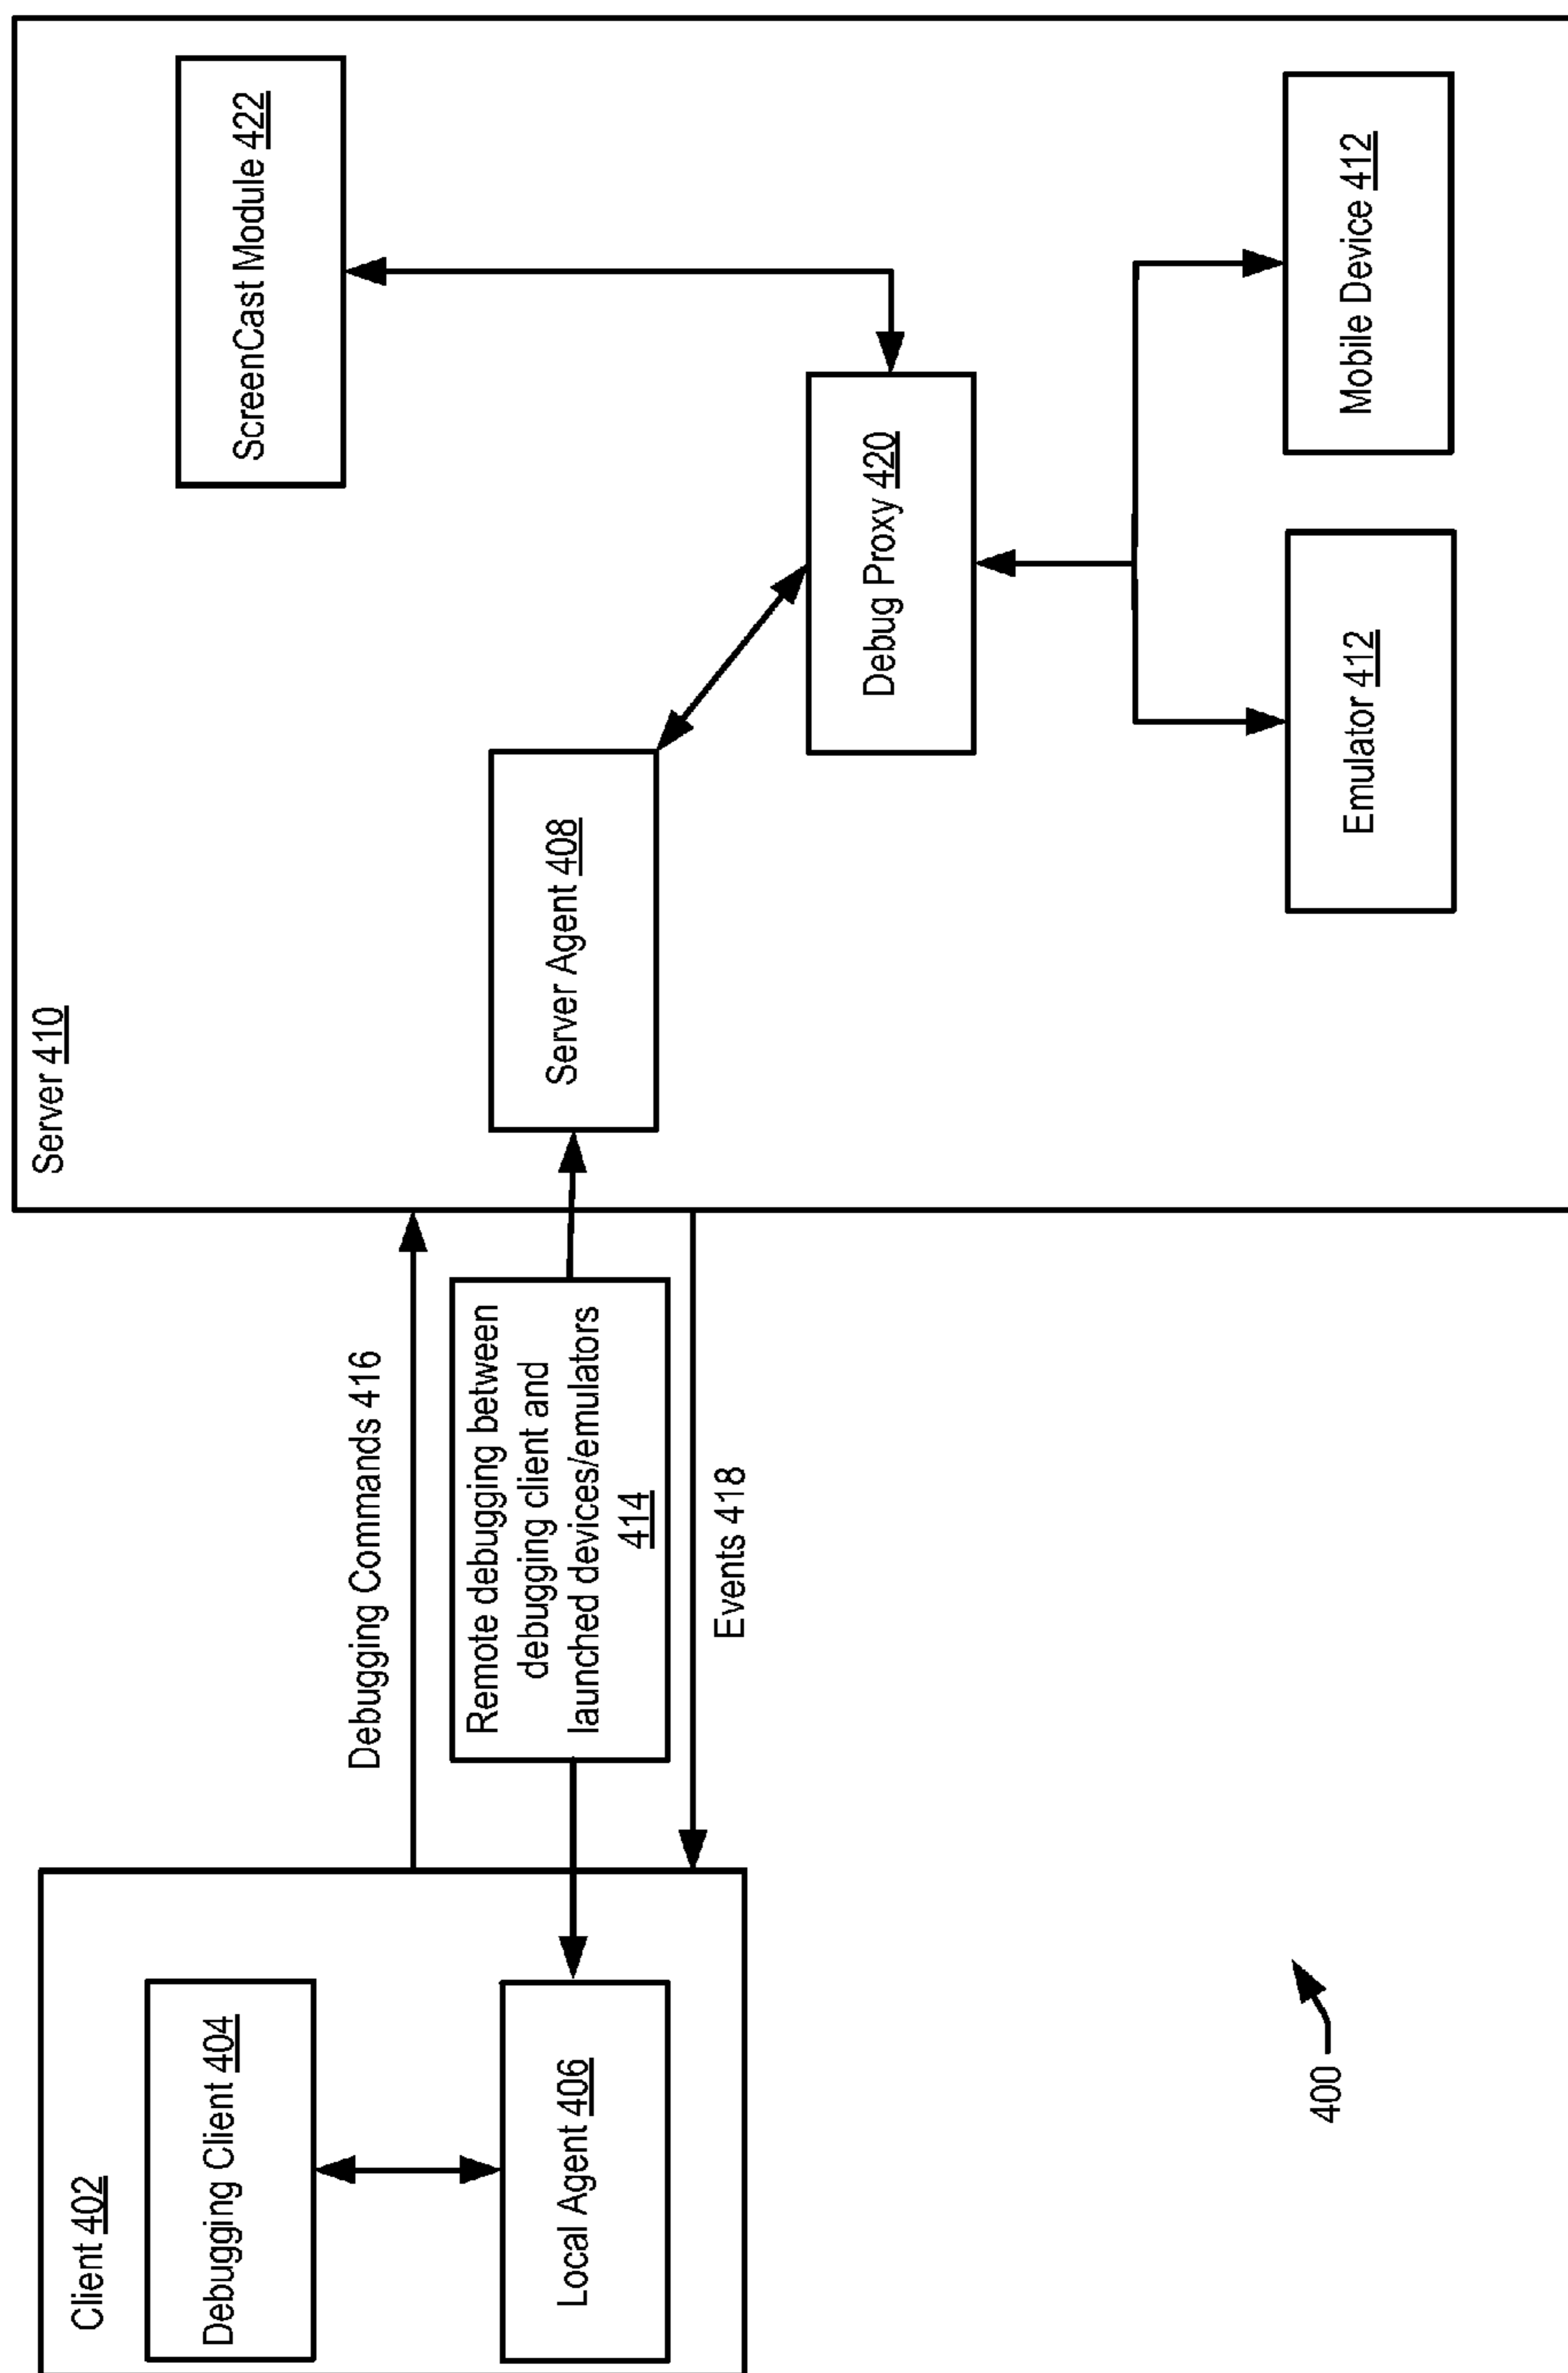 Client 402
Debugging Client 404
Local Agent 406
Debugging Commands 416
Remote debugging between
debugging client and
launched devices/emulators
414
Events 418
Server 410
Server Agent 408
ScreenCast Module 422
Debug Proxy 420
Emulator 412
Mobile Device 412
400